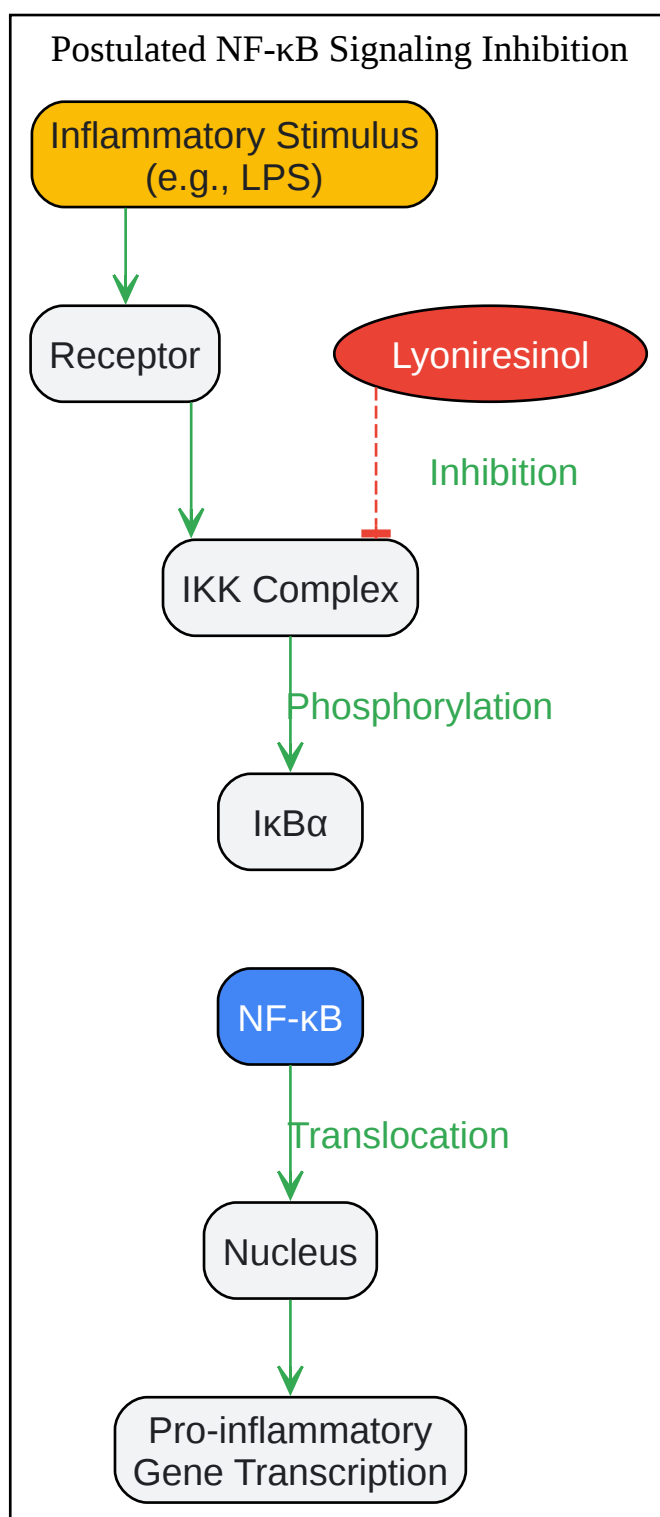 Postulated NF-κB Signaling Inhibition
Inflammatory Stimulus
(e.g., LPS)
Receptor
Lyoniresinol
Inhibition
IKK Complex
Phosphorylation
IκBα
NF-κB
Translocation
Nucleus
Pro-inflammatory
Gene Transcription